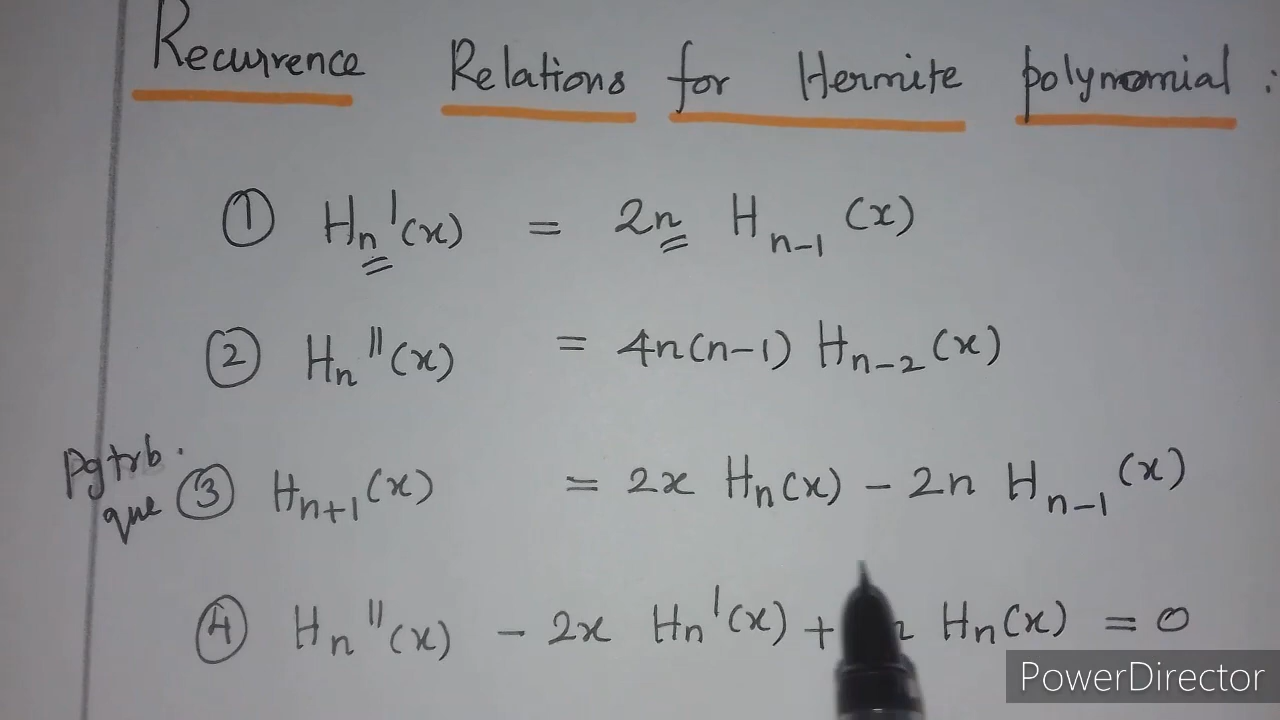 Recurrence Relations for Hermite polynomial :
① Hₙ'(x) = 2n Hₙ₋₁(x)
② Hₙ''(x) = 4n(n-1) Hₙ₋₂(x)
Pgtrb.
que ③ Hₙ₊₁(x) = 2x Hₙ(x) - 2n Hₙ₋₁(x)
④ Hₙ''(x) - 2x Hₙ'(x) + n Hₙ(x) = 0
PowerDirector